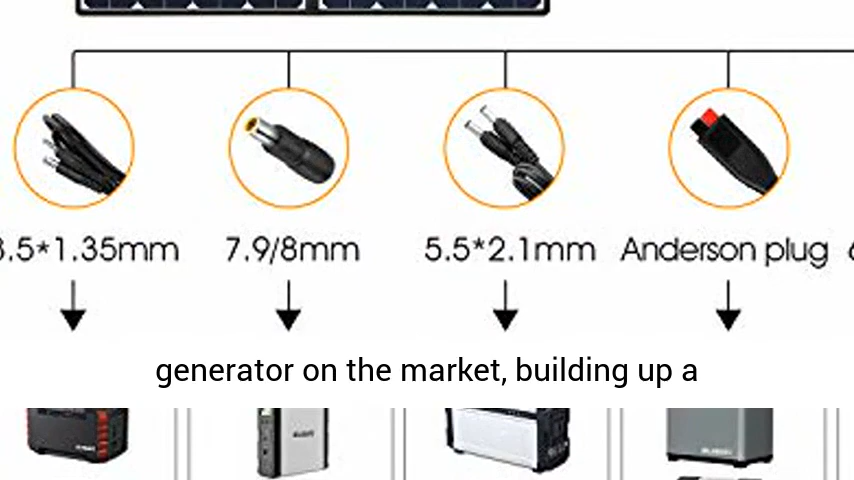 .5*1.35mm 7.9/8mm 5.5*2.1mm Anderson plug
generator on the market, building up a